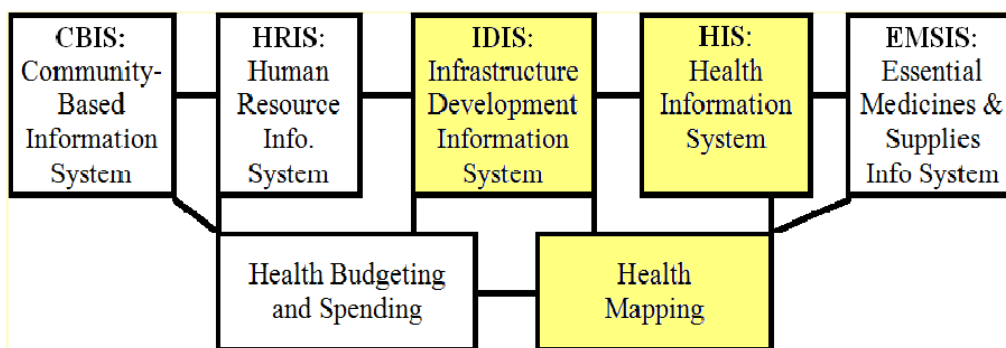 CBIS:
Community-
Based
Information
System
HRIS:
Human
Resource
Info.
System
IDIS:
Infrastructure
Development
Information
System
HIS:
Health
Information
System
EMSIS:
Essential
Medicines &
Supplies
Info System
Health Budgeting
and Spending
Health
Mapping